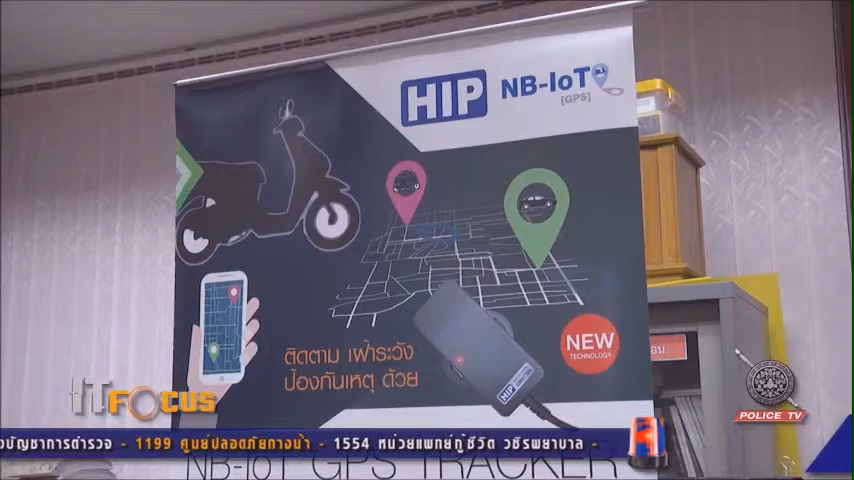 HIP NB-IoT
[GPS]
ติดตาม เฝ้าระวัง
ป้องกันเหตุ ด้วย
NEW
TECHNOLOGY
HIP
IT FOCUS
POLICE TV
บัญชาการตำรวจ - 1199 ศูนย์ปลอดภัยทางน้ำ - 1554 หน่วยแพทย์กู้ชีวิต วชิรพยาบาล -
NB-IoT GPS TRACKER